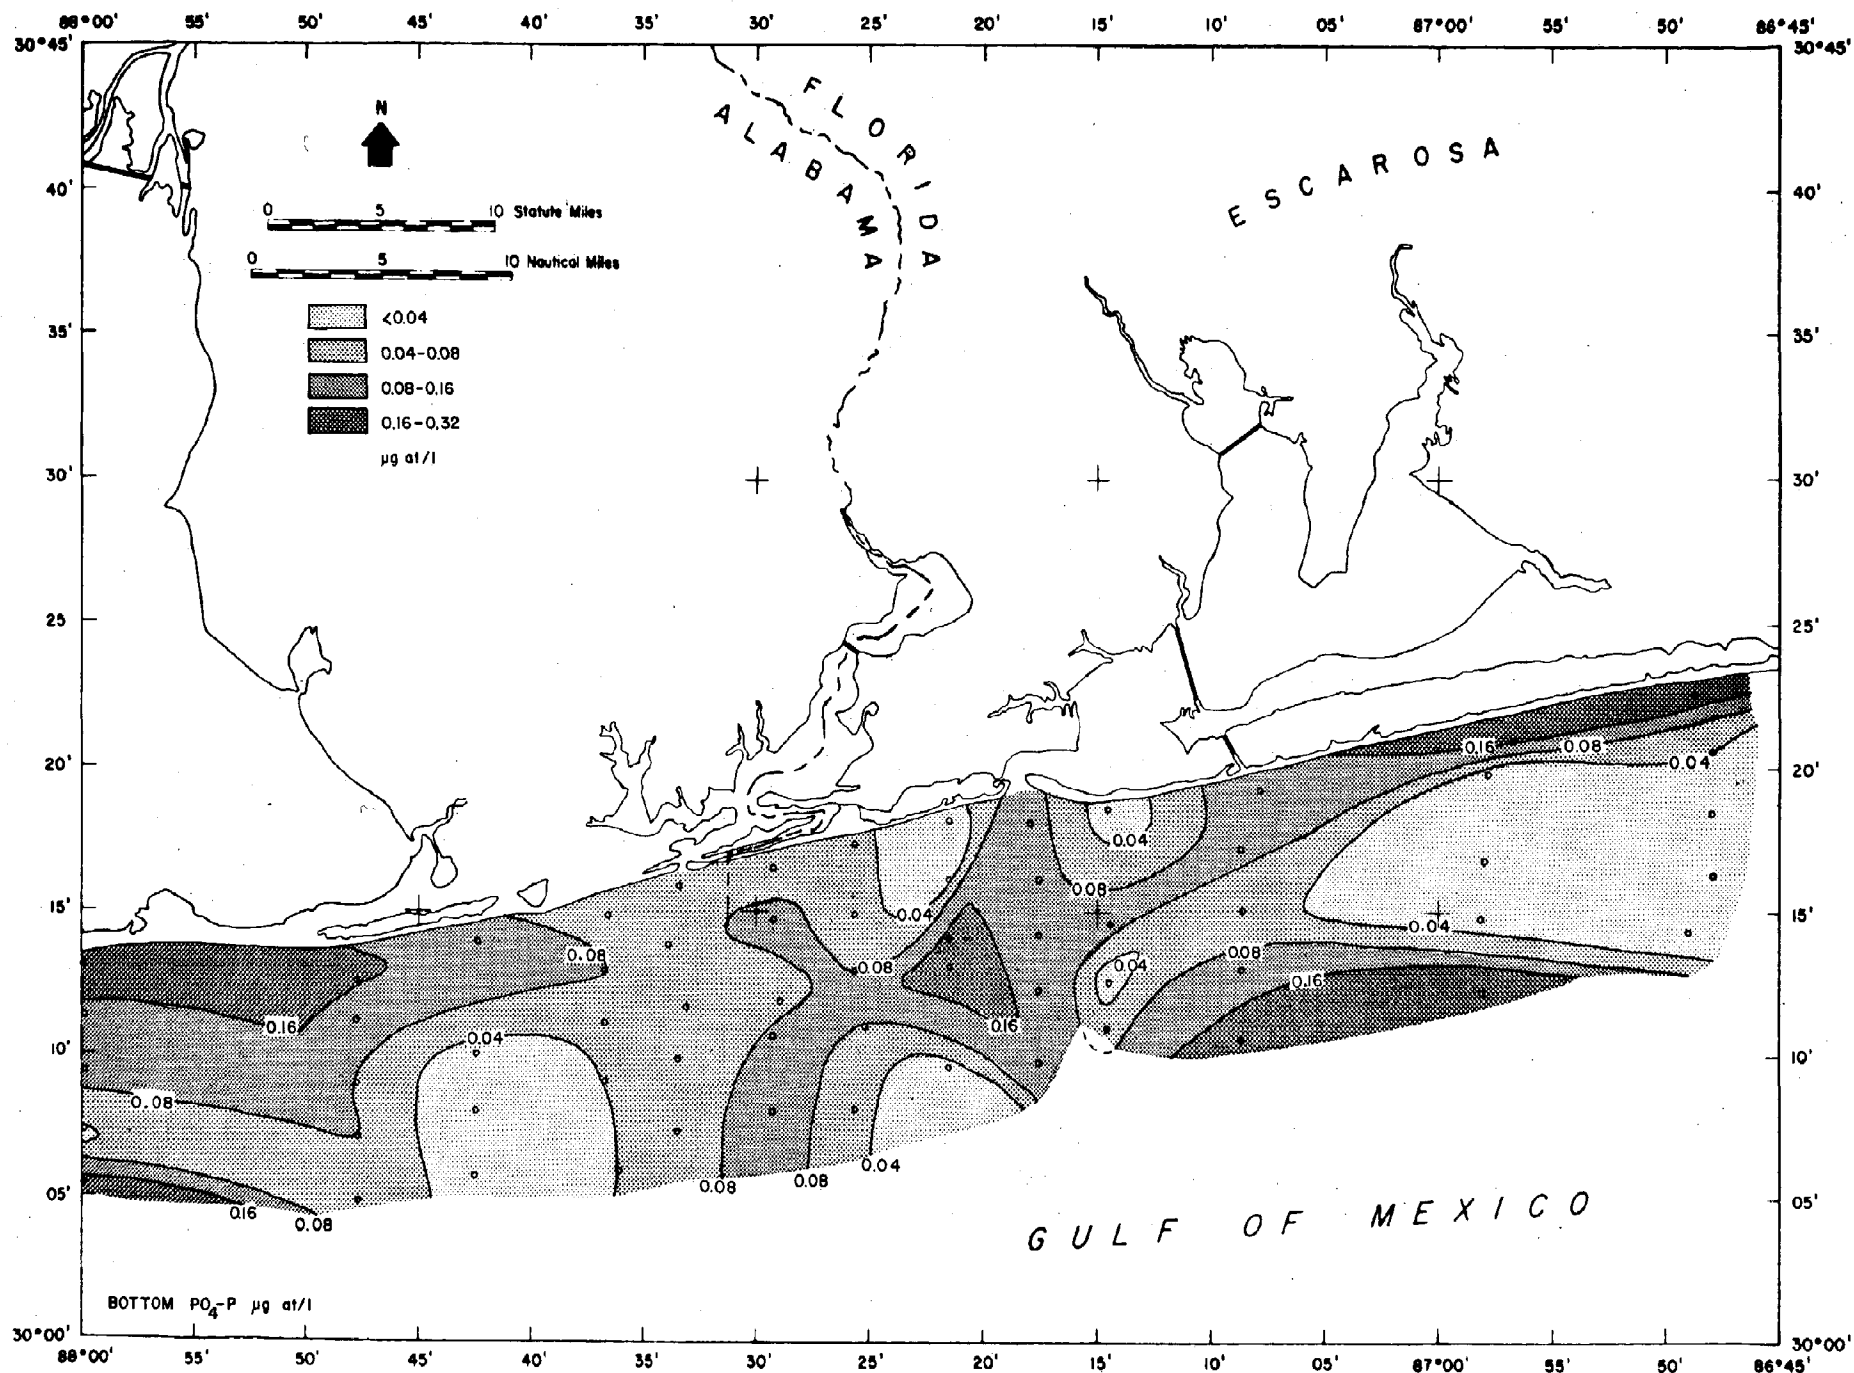 88°00' 55' 50' 45' 40' 35' 30' 25' 20' 15' 10' 05' 87°00' 55' 50' 86°45'
30°45' 30°45'
FLORIDA
ALABAMA
ESCAROSA
N
40' 40'
0 5 10 Statute Miles
0 5 10 Nautical Miles
<0.04
0.04-0.08
0.08-0.16
0.16-0.32
µg at/l
35' 35'
30' 30'
25' 25'
20' 20'
0.16 0.08 0.04
0.04
0.08
15' 15'
0.04 0.04
0.08 0.08 0.04 0.08
0.16
0.16 0.16
0.04
10' 10'
0.08
0.04
0.08 0.08
05' 05'
0.16 0.08
GULF OF MEXICO
BOTTOM PO4-P µg at/l
30°00' 30°00'
88°00' 55' 50' 45' 40' 35' 30' 25' 20' 15' 10' 05' 87°00' 55' 50' 86°45'